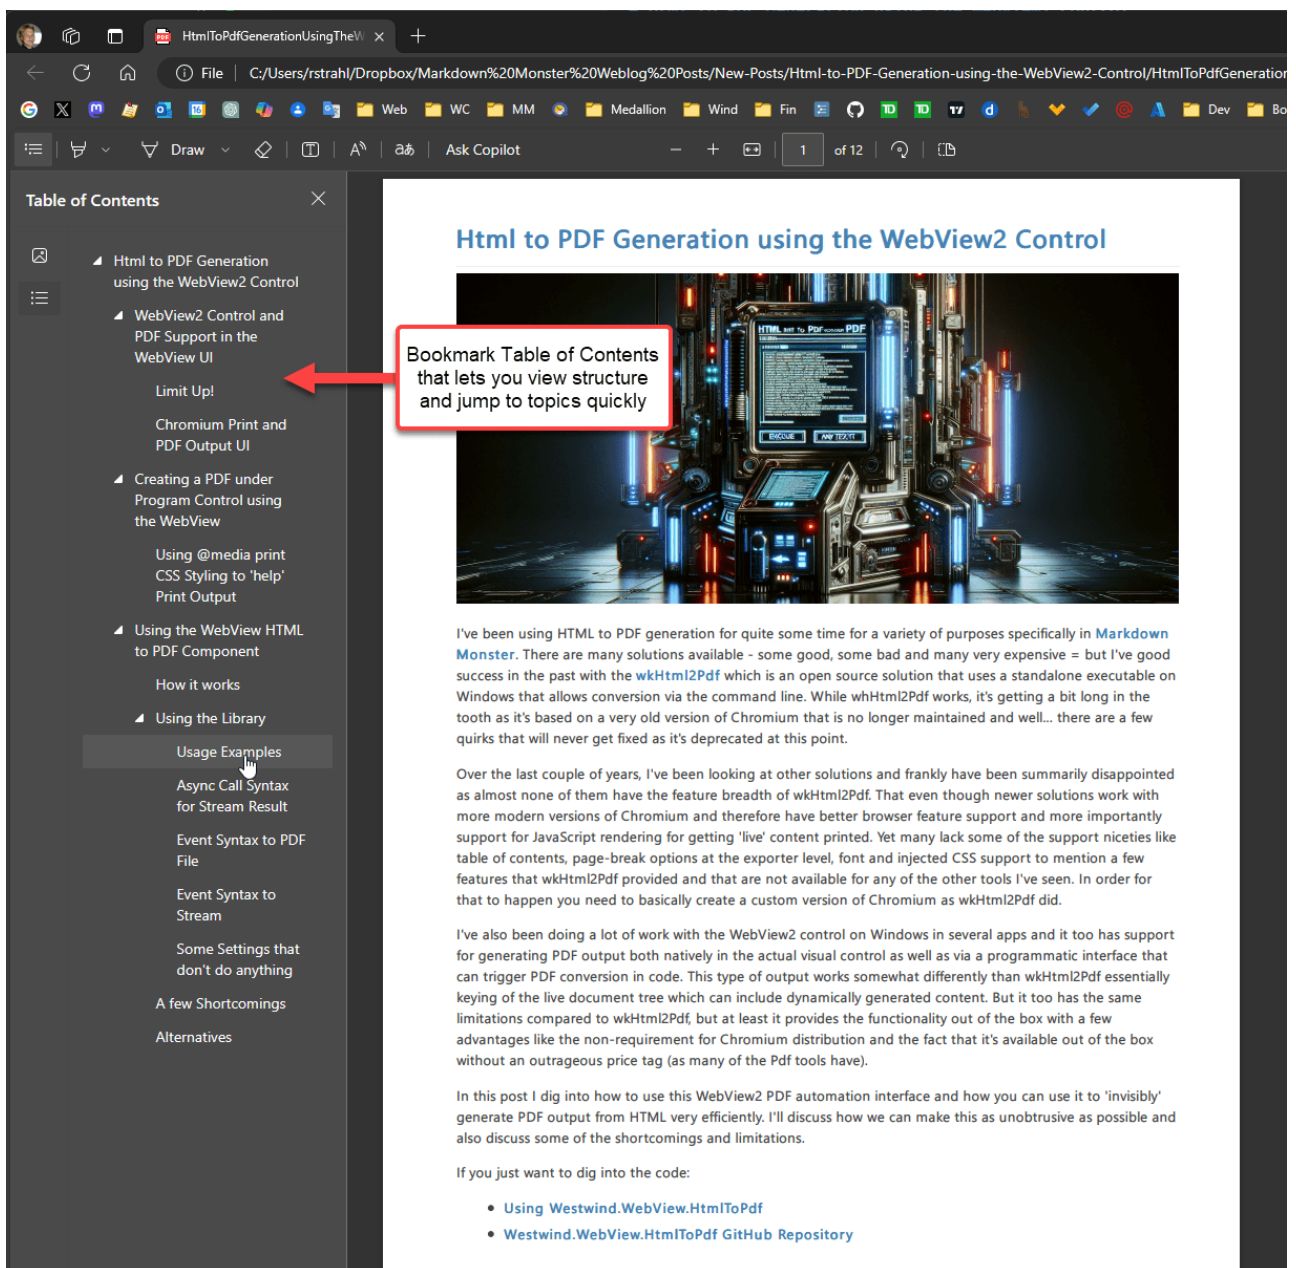 HtmlToPdfGenerationUsingTheW
File
C:/Users/rstrahl/Dropbox/Markdown%20Monster%20Weblog%20Posts/New-Posts/Html-to-PDF-Generation-using-the-WebView2-Control/HtmlToPdfGeneration
Web WC MM Medallion Wind Fin Dev Bo
Draw
Ask Copilot
1 of 12
Table of Contents
Html to PDF Generation
using the WebView2 Control
WebView2 Control and
PDF Support in the
WebView UI
Limit Up!
Chromium Print and
PDF Output UI
Creating a PDF under
Program Control using
the WebView
Using @media print
CSS Styling to 'help'
Print Output
Using the WebView HTML
to PDF Component
How it works
Using the Library
Usage Examples
Async Call Syntax
for Stream Result
Event Syntax to PDF
File
Event Syntax to
Stream
Some Settings that
don't do anything
A few Shortcomings
Alternatives
Bookmark Table of Contents
that lets you view structure
and jump to topics quickly
Html to PDF Generation using the WebView2 Control
I've been using HTML to PDF generation for quite some time for a variety of purposes specifically in Markdown
Monster. There are many solutions available - some good, some bad and many very expensive = but I've good
success in the past with the wkHtml2Pdf which is an open source solution that uses a standalone executable on
Windows that allows conversion via the command line. While whHtml2Pdf works, it's getting a bit long in the
tooth as it's based on a very old version of Chromium that is no longer maintained and well... there are a few
quirks that will never get fixed as it's deprecated at this point.
Over the last couple of years, I've been looking at other solutions and frankly have been summarily disappointed
as almost none of them have the feature breadth of wkHtml2Pdf. That even though newer solutions work with
more modern versions of Chromium and therefore have better browser feature support and more importantly
support for JavaScript rendering for getting 'live' content printed. Yet many lack some of the support niceties like
table of contents, page-break options at the exporter level, font and injected CSS support to mention a few
features that wkHtml2Pdf provided and that are not available for any of the other tools I've seen. In order for
that to happen you need to basically create a custom version of Chromium as wkHtml2Pdf did.
I've also been doing a lot of work with the WebView2 control on Windows in several apps and it too has support
for generating PDF output both natively in the actual visual control as well as via a programmatic interface that
can trigger PDF conversion in code. This type of output works somewhat differently than wkHtml2Pdf essentially
keying of the live document tree which can include dynamically generated content. But it too has the same
limitations compared to wkHtml2Pdf, but at least it provides the functionality out of the box with a few
advantages like the non-requirement for Chromium distribution and the fact that it's available out of the box
without an outrageous price tag (as many of the Pdf tools have).
In this post I dig into how to use this WebView2 PDF automation interface and how you can use it to 'invisibly'
generate PDF output from HTML very efficiently. I'll discuss how we can make this as unobtrusive as possible and
also discuss some of the shortcomings and limitations.
If you just want to dig into the code:
Using Westwind.WebView.HtmlToPdf
Westwind.WebView.HtmlToPdf GitHub Repository